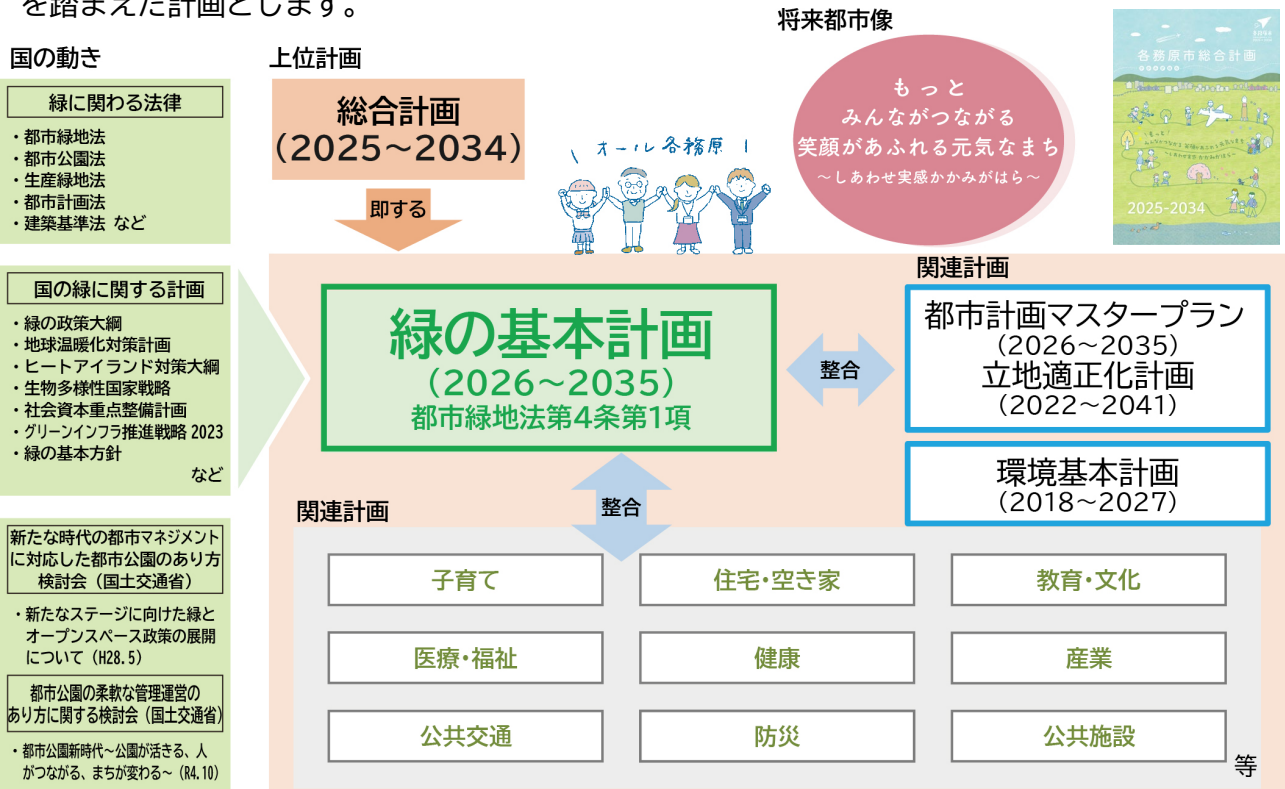 を踏まえた計画とします。
国の動き
緑に関わる法律
・都市緑地法
・都市公園法
・生産緑地法
・都市計画法
・建築基準法 など
国の緑に関する計画
・緑の政策大綱
・地球温暖化対策計画
・ヒートアイランド対策大綱
・生物多様性国家戦略
・社会資本重点整備計画
・グリーンインフラ推進戦略 2023
・緑の基本方針
など
新たな時代の都市マネジメント
に対応した都市公園のあり方
検討会（国土交通省）
・新たなステージに向けた緑と
オープンスペース政策の展開
について（H28.5）
都市公園の柔軟な管理運営の
あり方に関する検討会（国土交通省）
・都市公園新時代～公園が活きる、人
がつながる、まちが変わる～（R4.10）
上位計画
総合計画
（2025～2034）
即する
オール各務原
将来都市像
もっと
みんながつながる
笑顔があふれる元気なまち
～しあわせ実感かかみがはら～
各務原市総合計画
2025-2034
緑の基本計画
（2026～2035）
都市緑地法第4条第1項
整合
関連計画
都市計画マスタープラン
（2026～2035）
立地適正化計画
（2022～2041）
環境基本計画
（2018～2027）
整合
関連計画
子育て
住宅・空き家
教育・文化
医療・福祉
健康
産業
公共交通
防災
公共施設
等